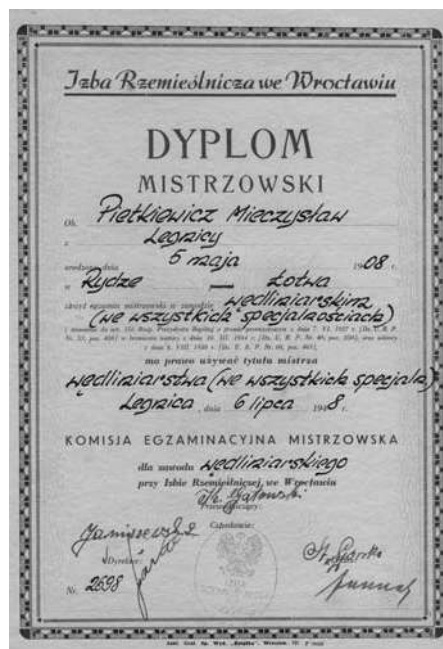 Izba Rzemieślnicza we Wrocławiu
DYPLOM
MISTRZOWSKI
Ob. Pietkiewicz Mieczysław
z Legnicy
urodzony dnia 5 maja 1908 r.
w Rydze — Łotwa
złożył egzamin mistrzowski w zawodzie wędliniarskim
(we wszystkich specjalnościach)
ma prawo używać tytułu mistrza
wędliniarstwa (we wszystkich specjaln.)
Legnica, dnia 6 lipca 1948 r.
KOMISJA EGZAMINACYJNA MISTRZOWSKA
dla zawodu wędliniarskiego
przy Izbie Rzemieślniczej we Wrocławiu
Przewodniczący:
Członkowie:
Dyrektor:
Nr. 2698